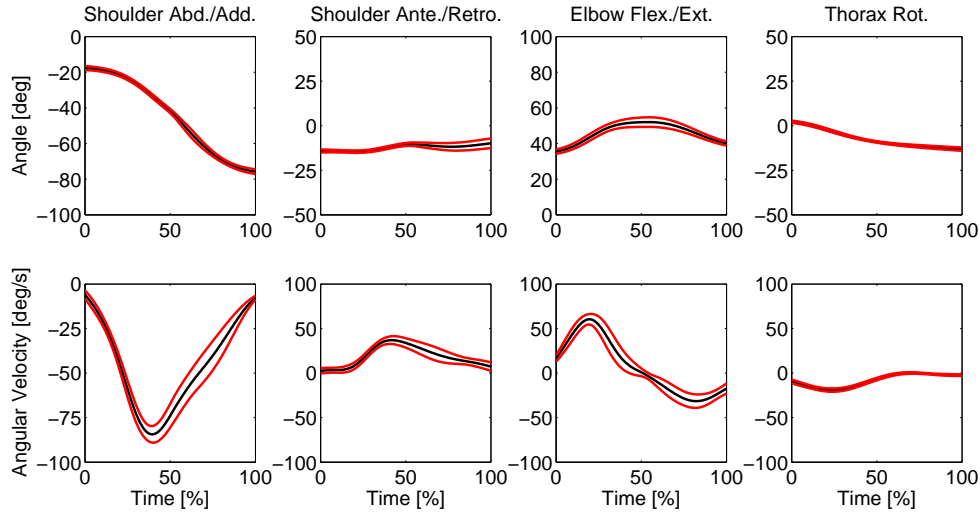 Shoulder Abd./Add. Shoulder Ante./Retro. Elbow Flex./Ext. Thorax Rot.
Angle [deg]
0 −20 −40 −60 −80 −100
0 50 100
50 25 0 −25 −50
0 50 100
100 80 60 40 20 0
0 50 100
50 25 0 −25 −50
0 50 100
Angular Velocity [deg/s]
0 −25 −50 −75 −100
0 50 100
100 50 0 −50 −100
0 50 100
100 50 0 −50 −100
0 50 100
100 50 0 −50 −100
0 50 100
Time [%] Time [%] Time [%] Time [%]